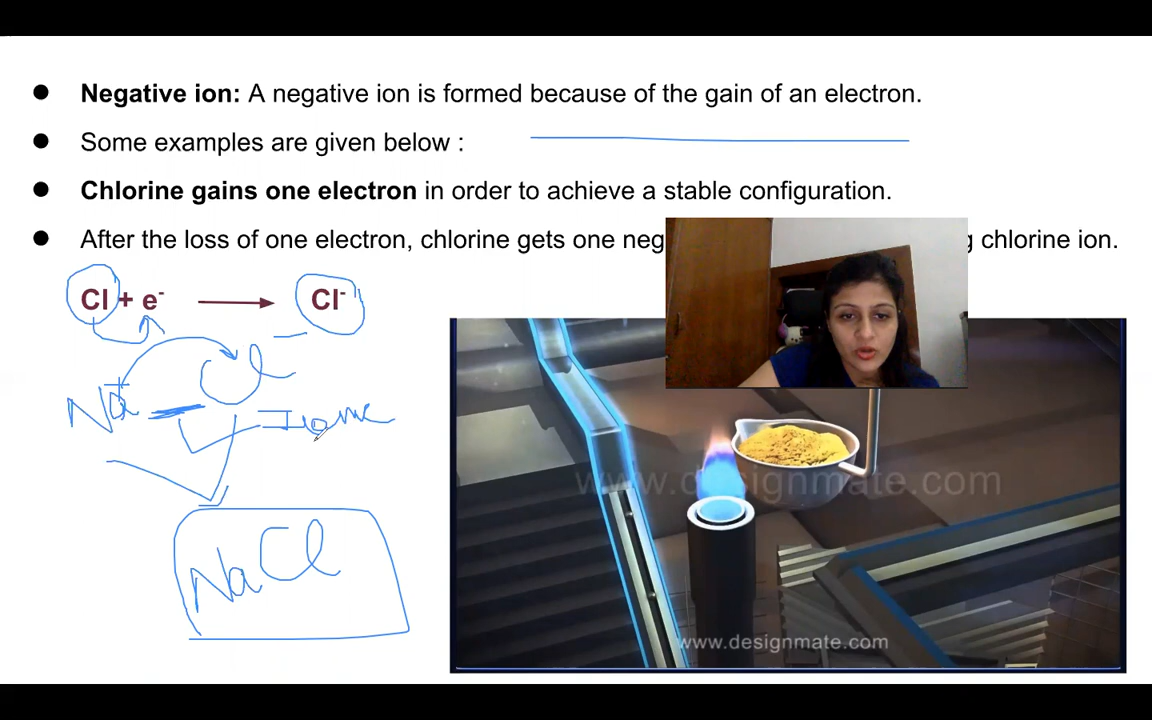 ● Negative ion: A negative ion is formed because of the gain of an electron.
● Some examples are given below :
● Chlorine gains one electron in order to achieve a stable configuration.
● After the loss of one electron, chlorine gets one neg chlorine ion.
Cl + e⁻ → Cl⁻
Cl
Na
NaCl
www.designmate.com
www.designmate.com